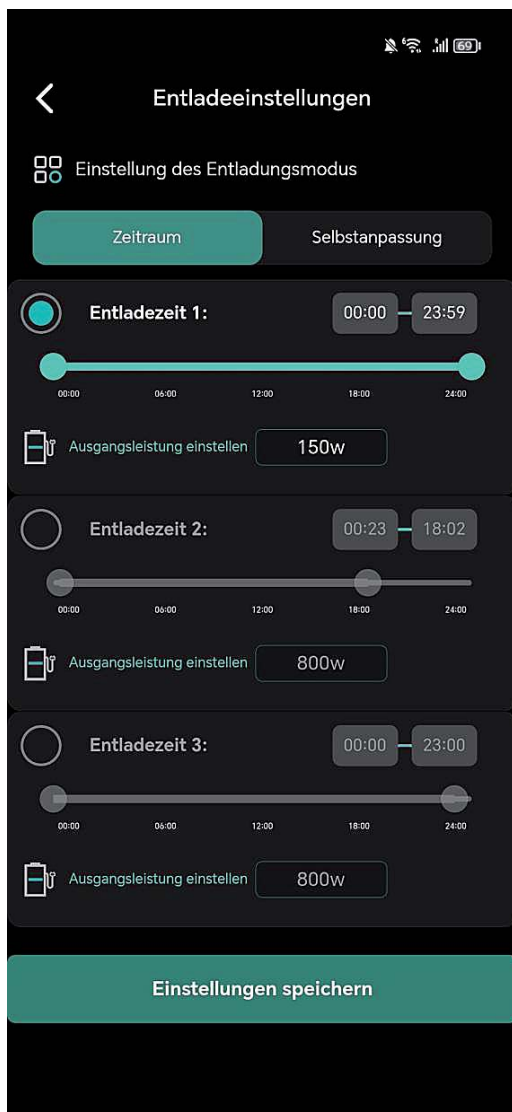 6 69
Entladeeinstellungen
Einstellung des Entladungsmodus
Zeitraum Selbstanpassung
Entladezeit 1: 00:00 – 23:59
00:00 06:00 12:00 18:00 24:00
Ausgangsleistung einstellen 150w
Entladezeit 2: 00:23 – 18:02
00:00 06:00 12:00 18:00 24:00
Ausgangsleistung einstellen 800w
Entladezeit 3: 00:00 – 23:00
00:00 06:00 12:00 18:00 24:00
Ausgangsleistung einstellen 800w
Einstellungen speichern